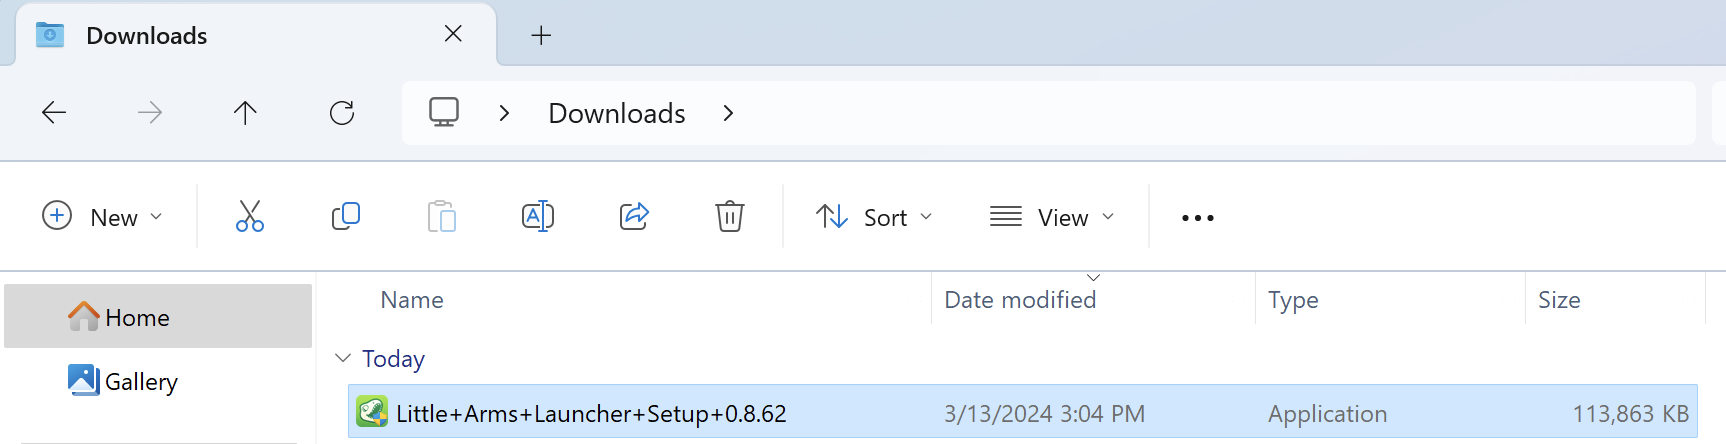 Downloads
Downloads
New Sort View
Name Date modified Type Size
Home
Today
Gallery
Little+Arms+Launcher+Setup+0.8.62 3/13/2024 3:04 PM Application 113,863 KB